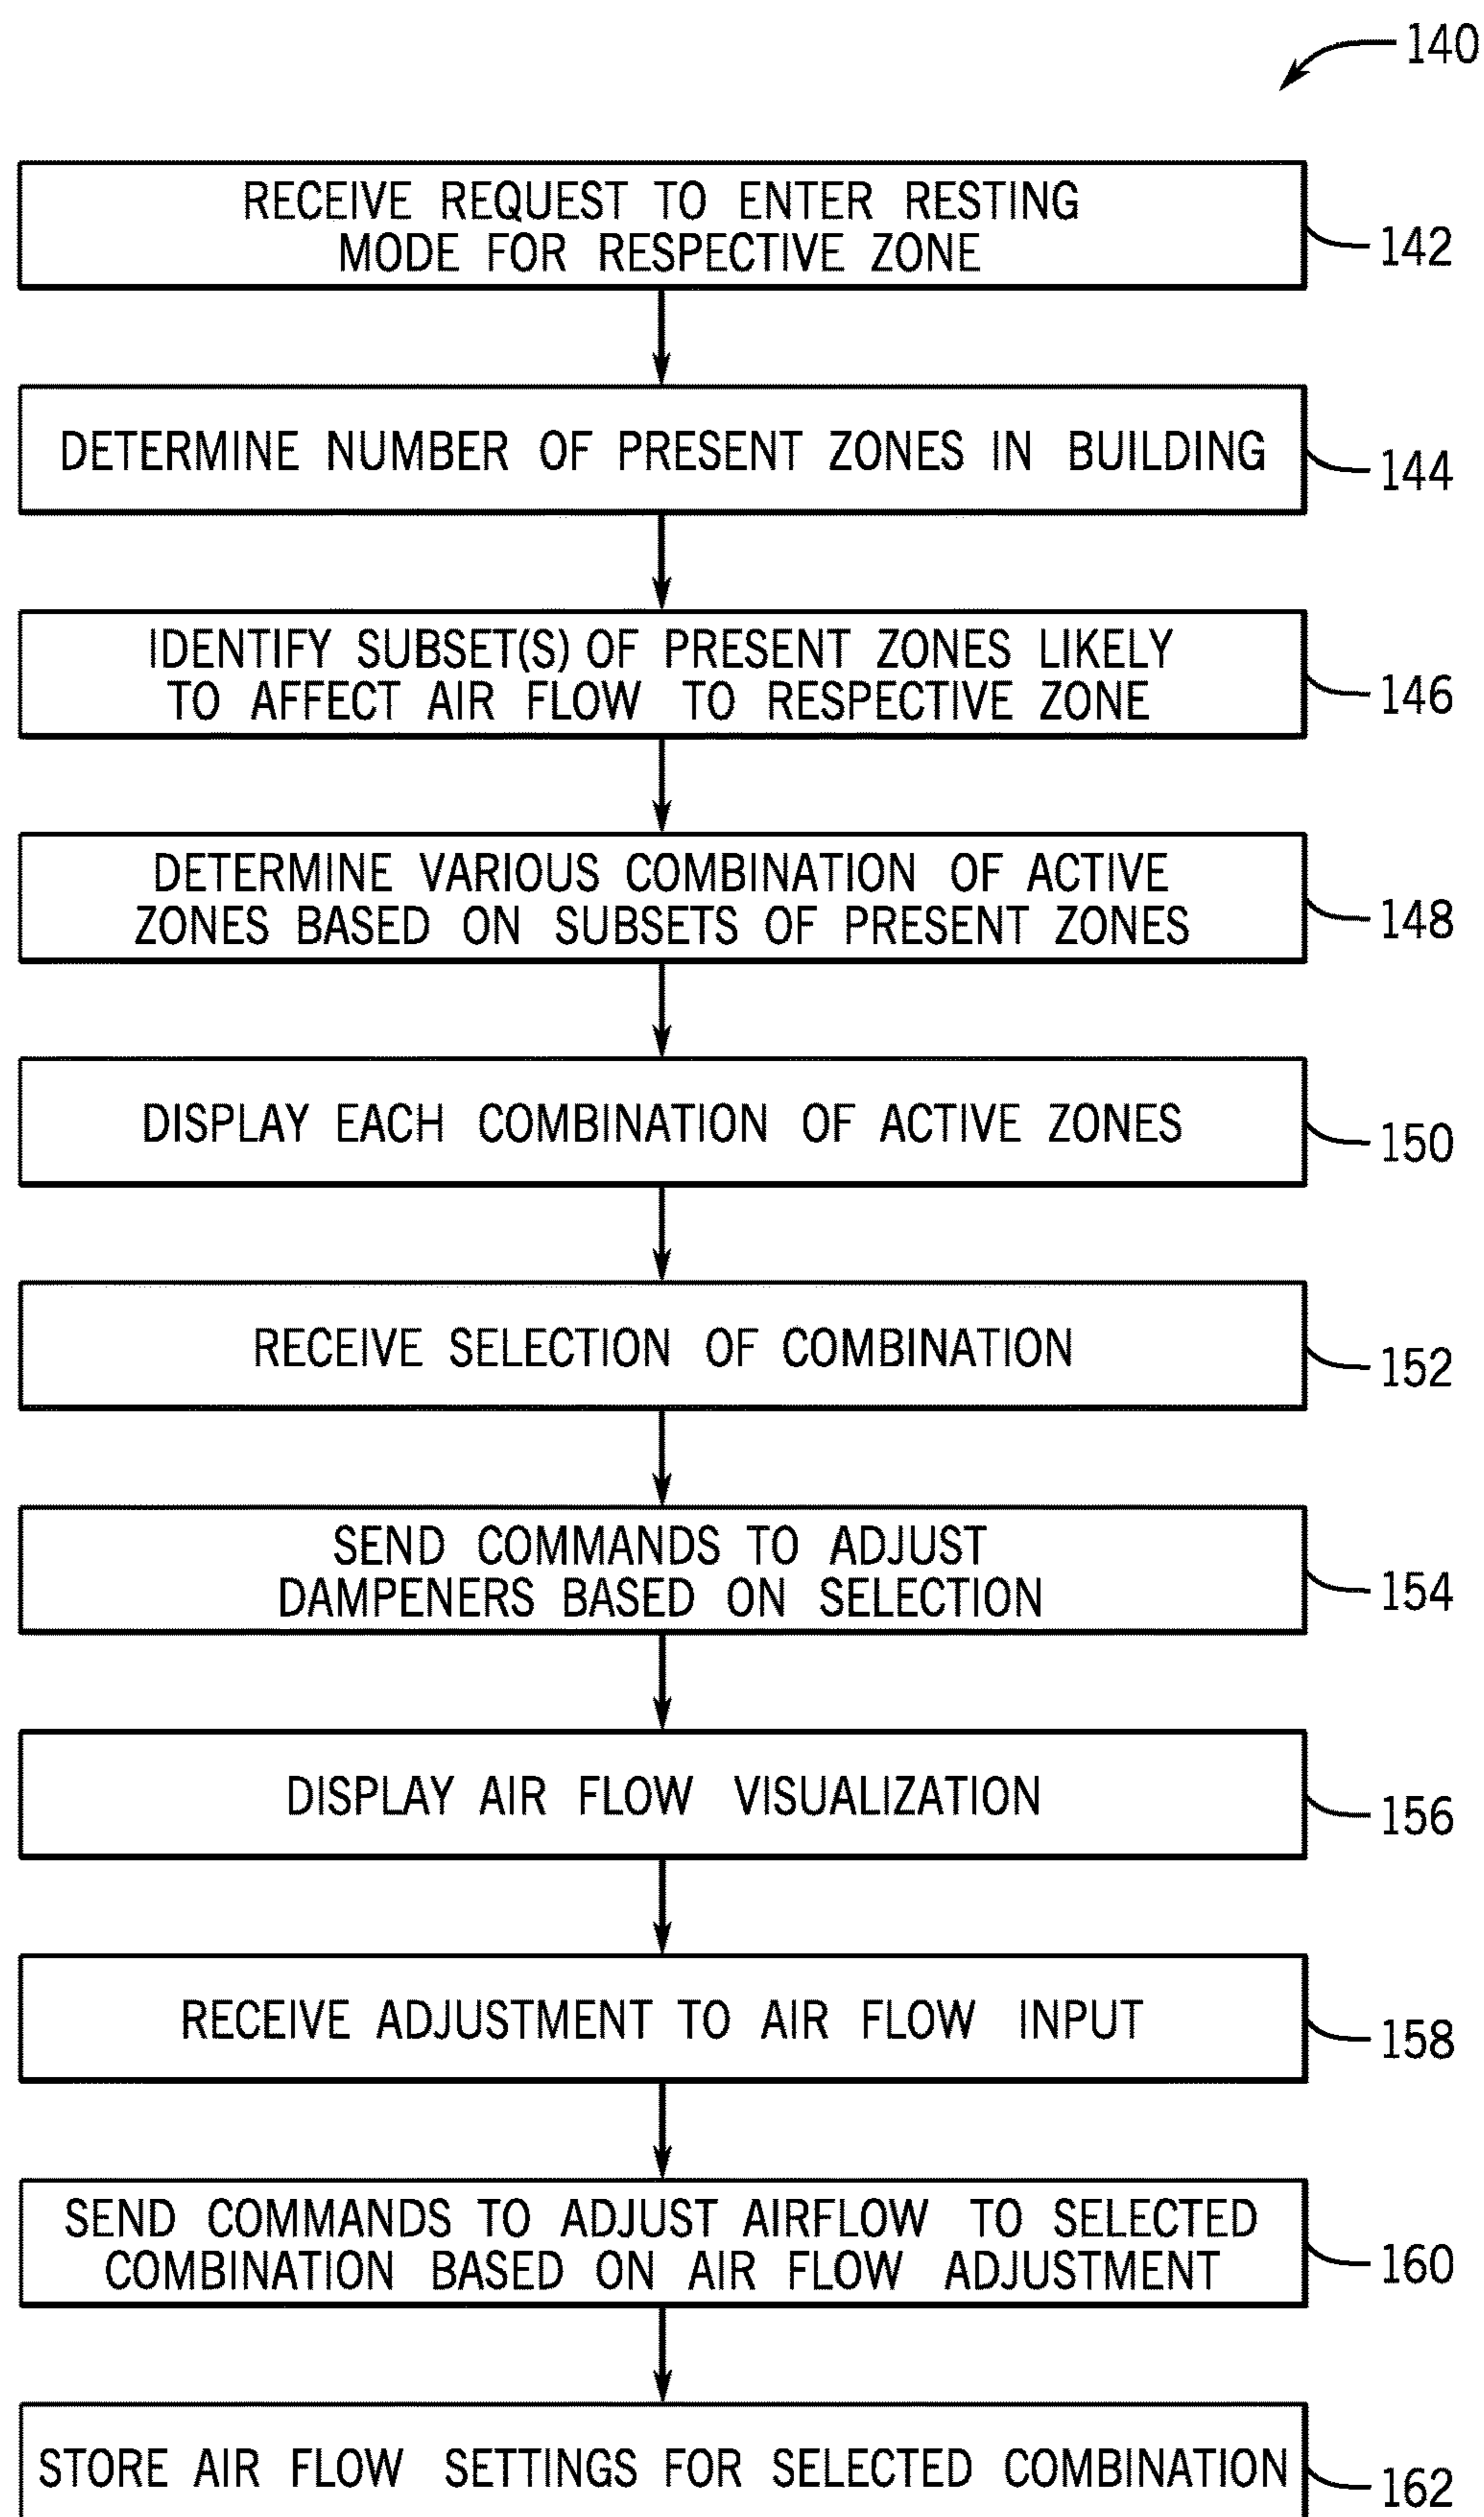 140
RECEIVE REQUEST TO ENTER RESTING
MODE FOR RESPECTIVE ZONE
142
DETERMINE NUMBER OF PRESENT ZONES IN BUILDING
144
IDENTIFY SUBSET(S) OF PRESENT ZONES LIKELY
TO AFFECT AIR FLOW TO RESPECTIVE ZONE
146
DETERMINE VARIOUS COMBINATION OF ACTIVE
ZONES BASED ON SUBSETS OF PRESENT ZONES
148
DISPLAY EACH COMBINATION OF ACTIVE ZONES
150
RECEIVE SELECTION OF COMBINATION
152
SEND COMMANDS TO ADJUST
DAMPENERS BASED ON SELECTION
154
DISPLAY AIR FLOW VISUALIZATION
156
RECEIVE ADJUSTMENT TO AIR FLOW INPUT
158
SEND COMMANDS TO ADJUST AIRFLOW TO SELECTED
COMBINATION BASED ON AIR FLOW ADJUSTMENT
160
STORE AIR FLOW SETTINGS FOR SELECTED COMBINATION
162